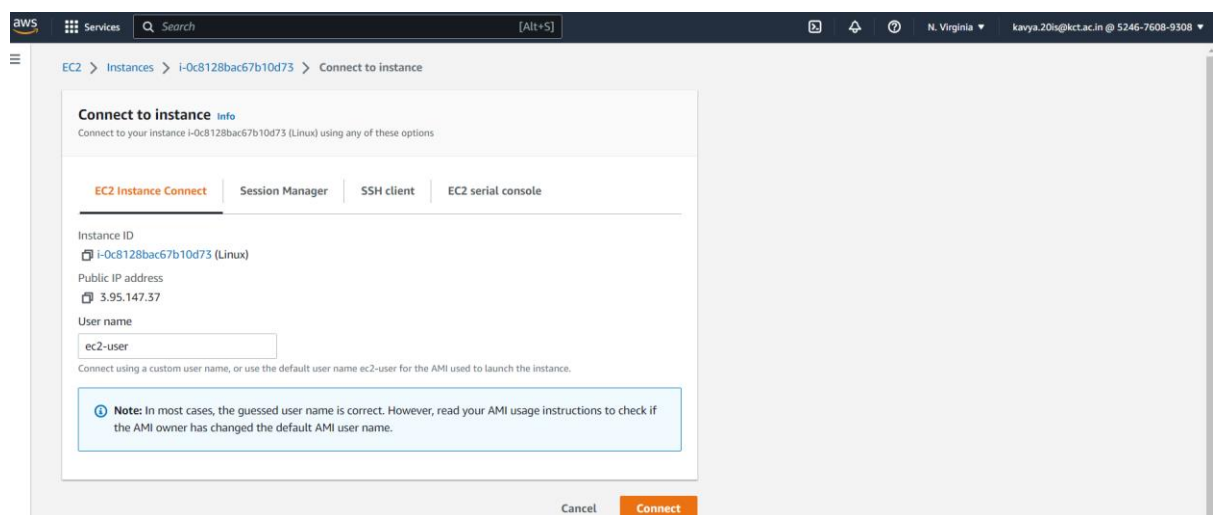 aws Services Search [Alt+S] N. Virginia kavya.20is@kct.ac.in @ 5246-7608-9308
EC2 > Instances > i-0c8128bac67b10d73 > Connect to instance
Connect to instance Info
Connect to your instance i-0c8128bac67b10d73 (Linux) using any of these options
EC2 Instance Connect Session Manager SSH client EC2 serial console
Instance ID
i-0c8128bac67b10d73 (Linux)
Public IP address
3.95.147.37
User name
ec2-user
Connect using a custom user name, or use the default user name ec2-user for the AMI used to launch the instance.
Note: In most cases, the guessed user name is correct. However, read your AMI usage instructions to check if
the AMI owner has changed the default AMI user name.
Cancel Connect